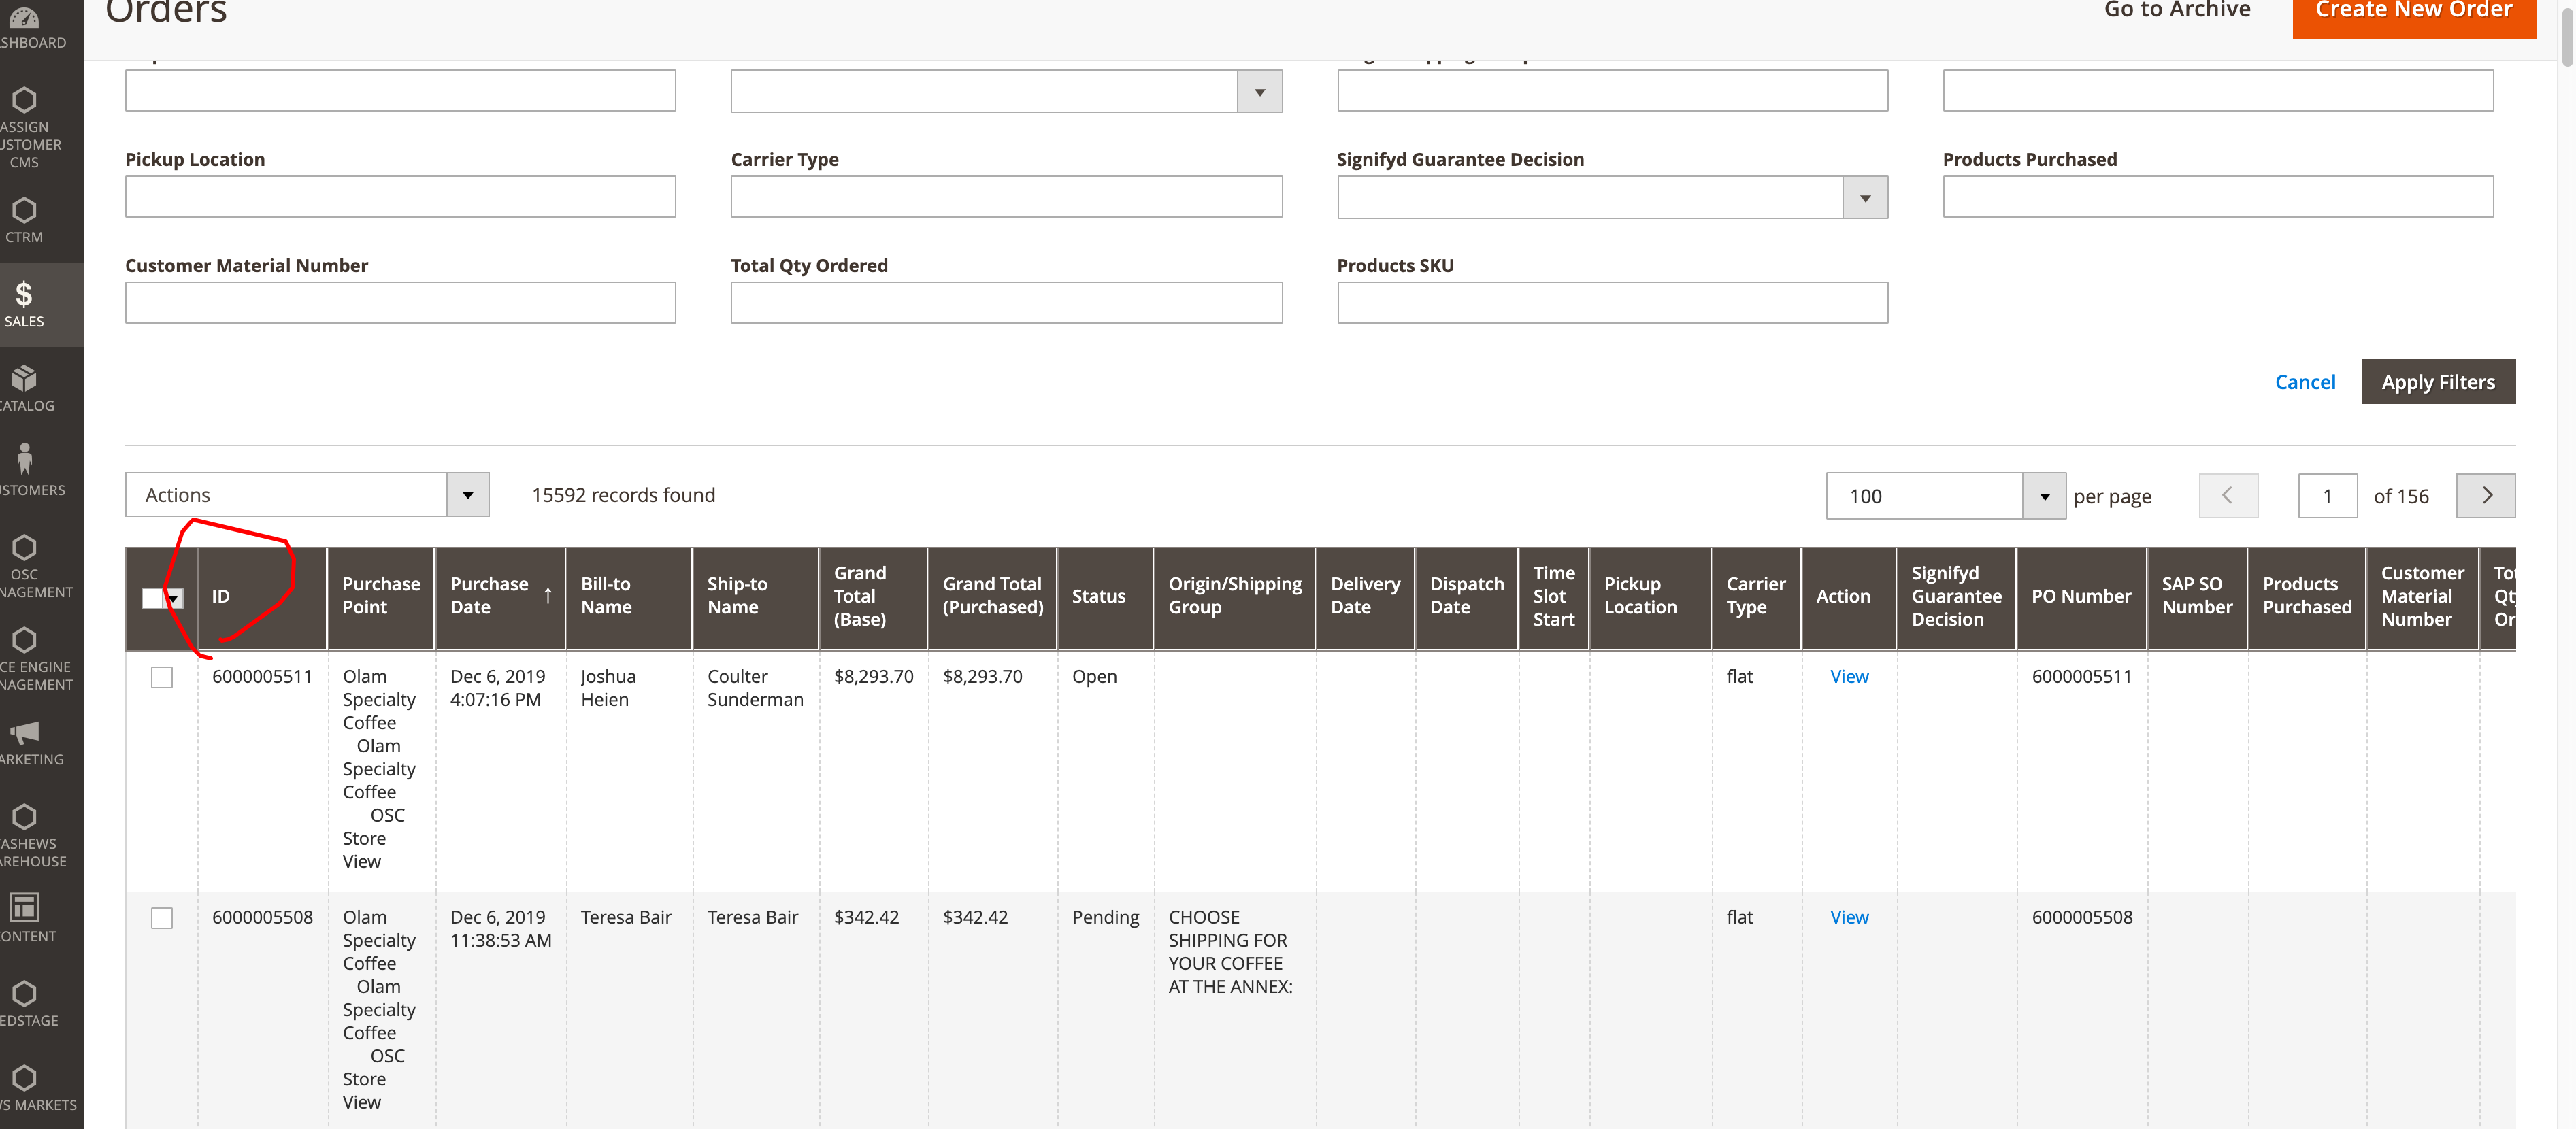 Orders
Go to Archive
Create New Order
SHBOARD
ASSIGN
USTOMER
CMS
CTRM
SALES
CATALOG
USTOMERS
OSC
NAGEMENT
CE ENGINE
NAGEMENT
ARKETING
CASHEWS
AREHOUSE
CONTENT
EDSTAGE
S MARKETS
Pickup Location
Carrier Type
Signifyd Guarantee Decision
Products Purchased
Customer Material Number
Total Qty Ordered
Products SKU
Cancel
Apply Filters
Actions
15592 records found
100
per page
1
of 156
ID
Purchase
Point
Purchase
Date ↑
Bill-to
Name
Ship-to
Name
Grand
Total
(Base)
Grand Total
(Purchased)
Status
Origin/Shipping
Group
Delivery
Date
Dispatch
Date
Time
Slot
Start
Pickup
Location
Carrier
Type
Action
Signifyd
Guarantee
Decision
PO Number
SAP SO
Number
Products
Purchased
Customer
Material
Number
Tot
Qt
Or
6000005511
Olam
Specialty
Coffee
Olam
Specialty
Coffee
OSC
Store
View
Dec 6, 2019
4:07:16 PM
Joshua
Heien
Coulter
Sunderman
$8,293.70
$8,293.70
Open
flat
View
6000005511
6000005508
Olam
Specialty
Coffee
Olam
Specialty
Coffee
OSC
Store
View
Dec 6, 2019
11:38:53 AM
Teresa Bair
Teresa Bair
$342.42
$342.42
Pending
CHOOSE
SHIPPING FOR
YOUR COFFEE
AT THE ANNEX:
flat
View
6000005508